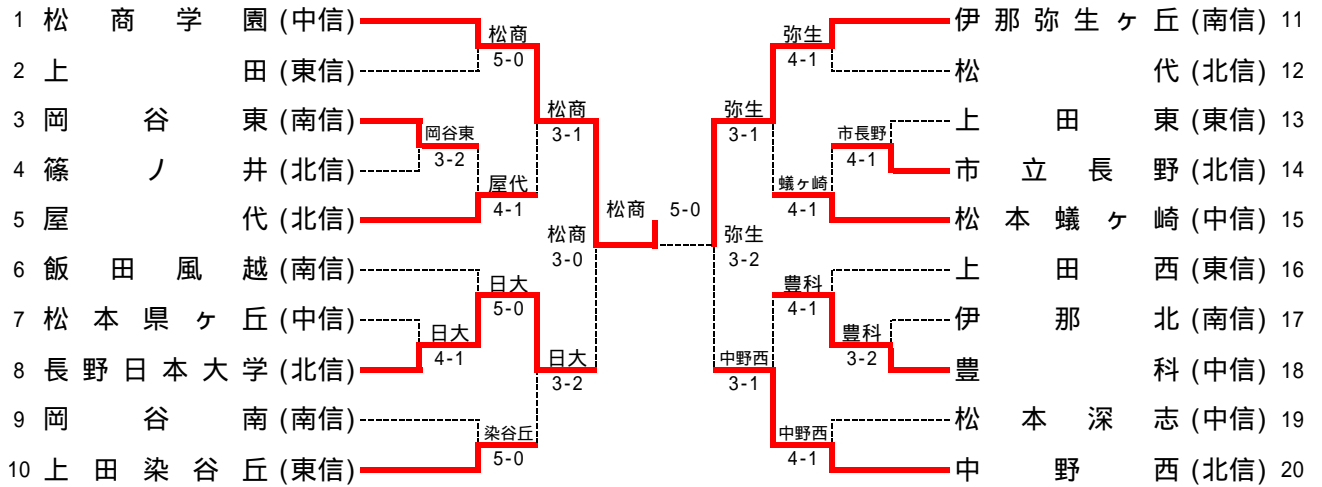 1 松商学園(中信)
2 上田(東信)
3 岡谷東(南信)
4 篠ノ井(北信)
5 屋代(北信)
6 飯田風越(南信)
7 松本県ヶ丘(中信)
8 長野日本大学(北信)
9 岡谷南(南信)
10 上田染谷丘(東信)
松商
5-0
岡谷東
3-2
屋代
4-1
松商
3-1
日大
4-1
日大
5-0
染谷丘
5-0
日大
3-2
松商
3-0
松商 5-0
弥生
3-2
弥生
3-1
弥生
4-1
市長野
4-1
蟻ヶ崎
4-1
豊科
4-1
豊科
3-2
中野西
3-1
中野西
4-1
伊那弥生ヶ丘(南信) 11
松代(北信) 12
上田東(東信) 13
市立長野(北信) 14
松本蟻ヶ崎(中信) 15
上田西(東信) 16
伊那北(南信) 17
豊科(中信) 18
松本深志(中信) 19
中野西(北信) 20